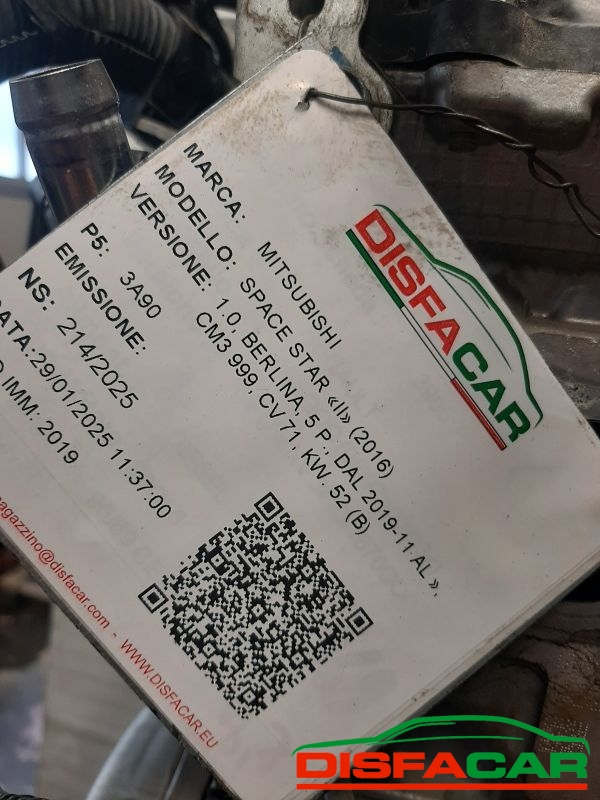 MARCA: MITSUBISHI
MODELLO: SPACE STAR «II» (2016)
VERSIONE: 1.0, BERLINA, 5 P., DAL 2019-11 AL »,
CM3 999, CV 71, KW. 52 (B)
P5: 3A90
EMISSIONE:
NS: 214/2025
DATA:29/01/2025 11:37:00
IMM: 2019
DISFACAR
magazzino@disfacar.com - WWW.DISFACAR.EU
DISFACAR